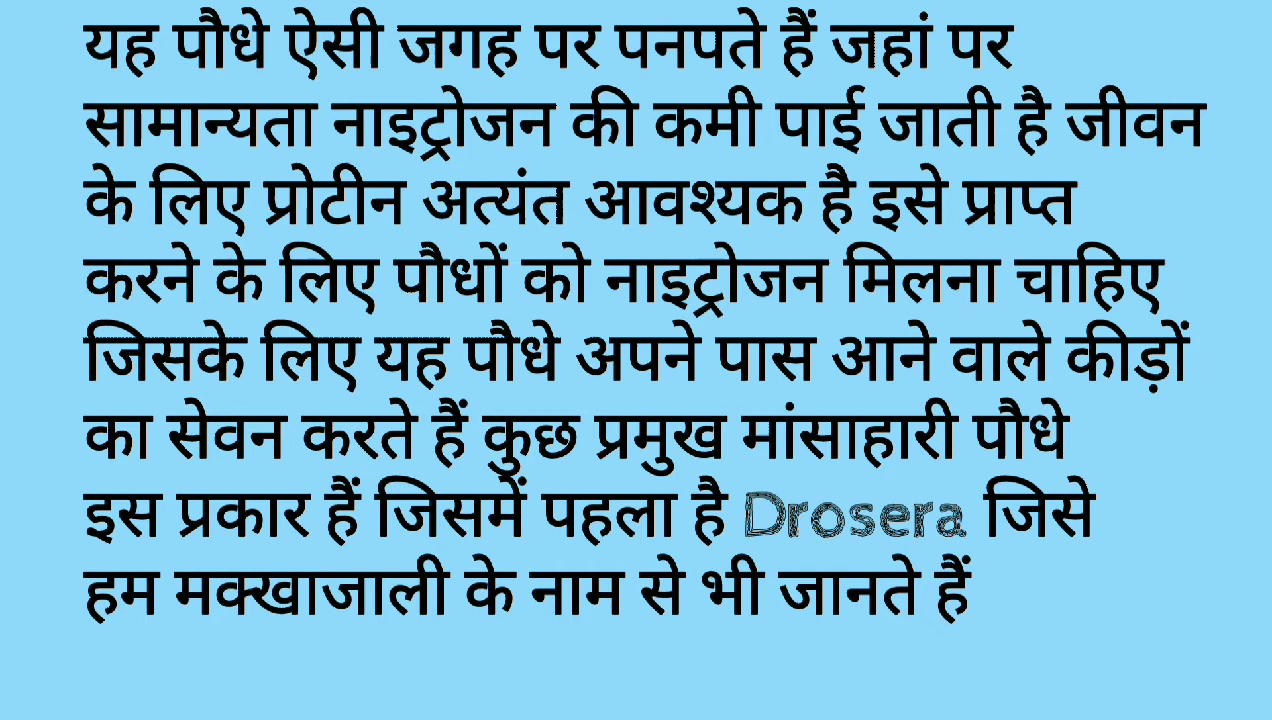 यह पौधे ऐसी जगह पर पनपते हैं जहां पर
सामान्यता नाइट्रोजन की कमी पाई जाती है जीवन
के लिए प्रोटीन अत्यंत आवश्यक है इसे प्राप्त
करने के लिए पौधों को नाइट्रोजन मिलना चाहिए
जिसके लिए यह पौधे अपने पास आने वाले कीड़ों
का सेवन करते हैं कुछ प्रमुख मांसाहारी पौधे
इस प्रकार हैं जिसमें पहला है Drosera जिसे
हम मक्खाजाली के नाम से भी जानते हैं